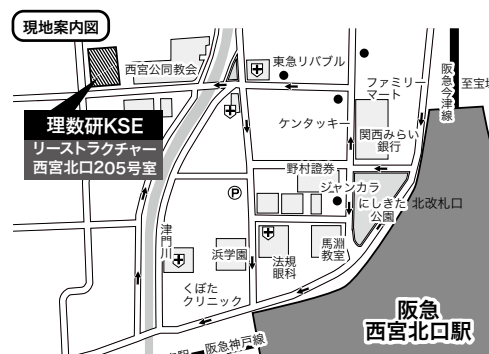 現地案内図
西宮公同教会
東急リバブル
阪急今津線
ファミリー
マート
ケンタッキー
理数研KSE
リーストラクチャー
西宮北口205号室
関西みらい
銀行
野村證券
ジャンカラ
にしきた
公園
北改札口
P
津門川
浜学園
法規
眼科
馬淵
教室
くぼた
クリニック
阪急
西宮北口駅
阪急神戸線